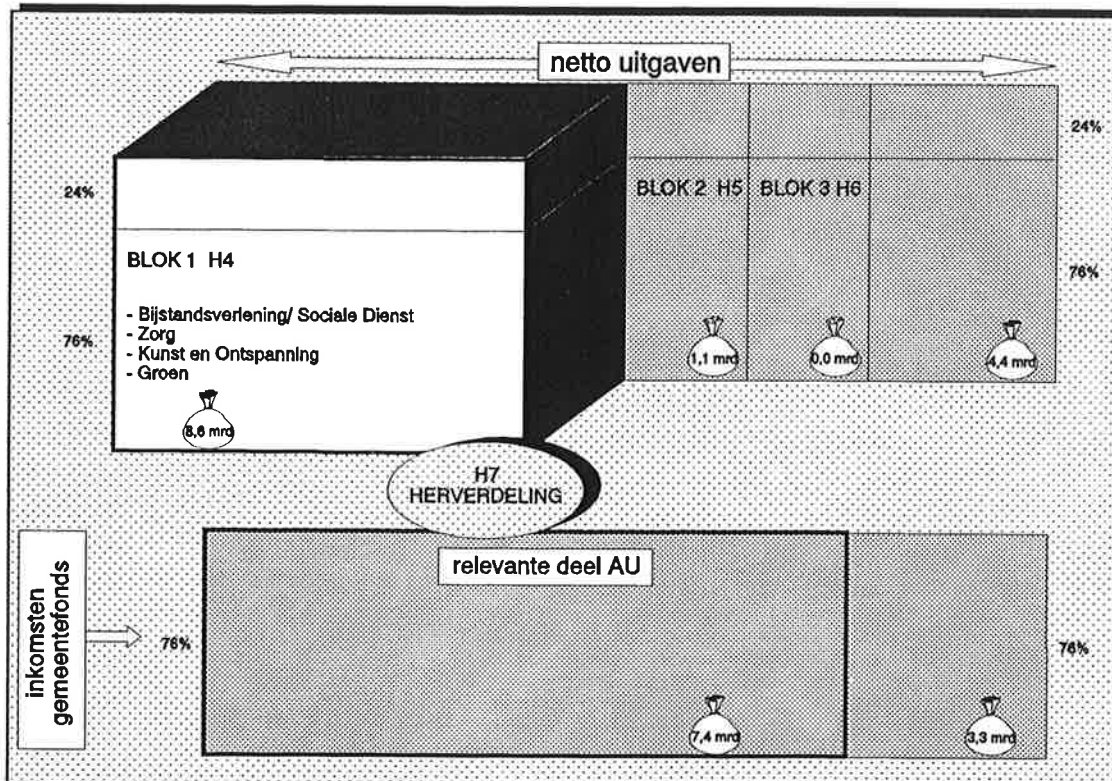 netto uitgaven
24%
24%
BLOK 2 H5
BLOK 3 H6
BLOK 1 H4
76%
- Bijstandsverlening/ Sociale Dienst
- Zorg
- Kunst en Ontspanning
- Groen
76%
1,1 mrd
0,0 mrd
4,4 mrd
8,6 mrd
H7
HERVERDELING
relevante deel AU
inkomsten
gemeentefonds
76%
76%
7,4 mrd
3,3 mrd